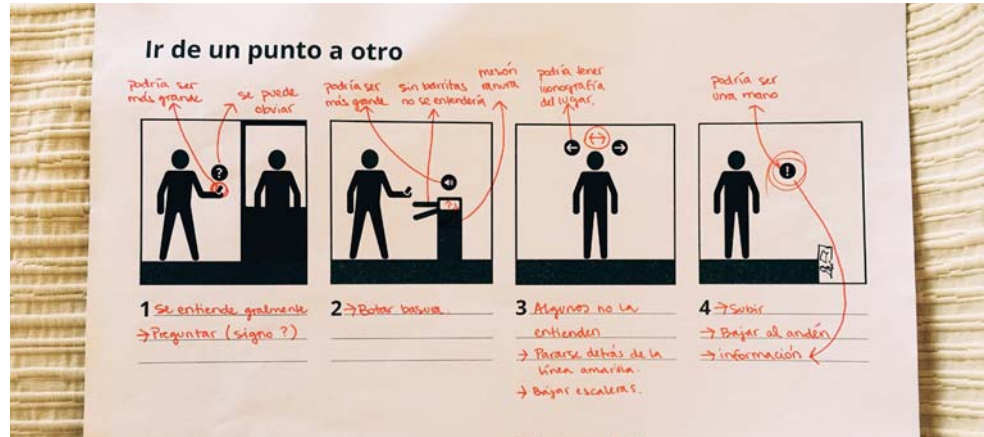 Ir de un punto a otro
podría ser
más grande
se puede
obviar
podría ser
más grande
sin barritas
no se entendería
mesón
ranura
podría tener
iconografía
del lugar.
podría ser
una mano
?
!
1 Se entiende gralmente
→ Preguntar (signo ?)
2 → Botar basura.
3 Algunos no la
entienden
→ Pararse detrás de la
línea amarilla.
→ Bajar escaleras.
4 → Subir
→ Bajar al andén
→ información